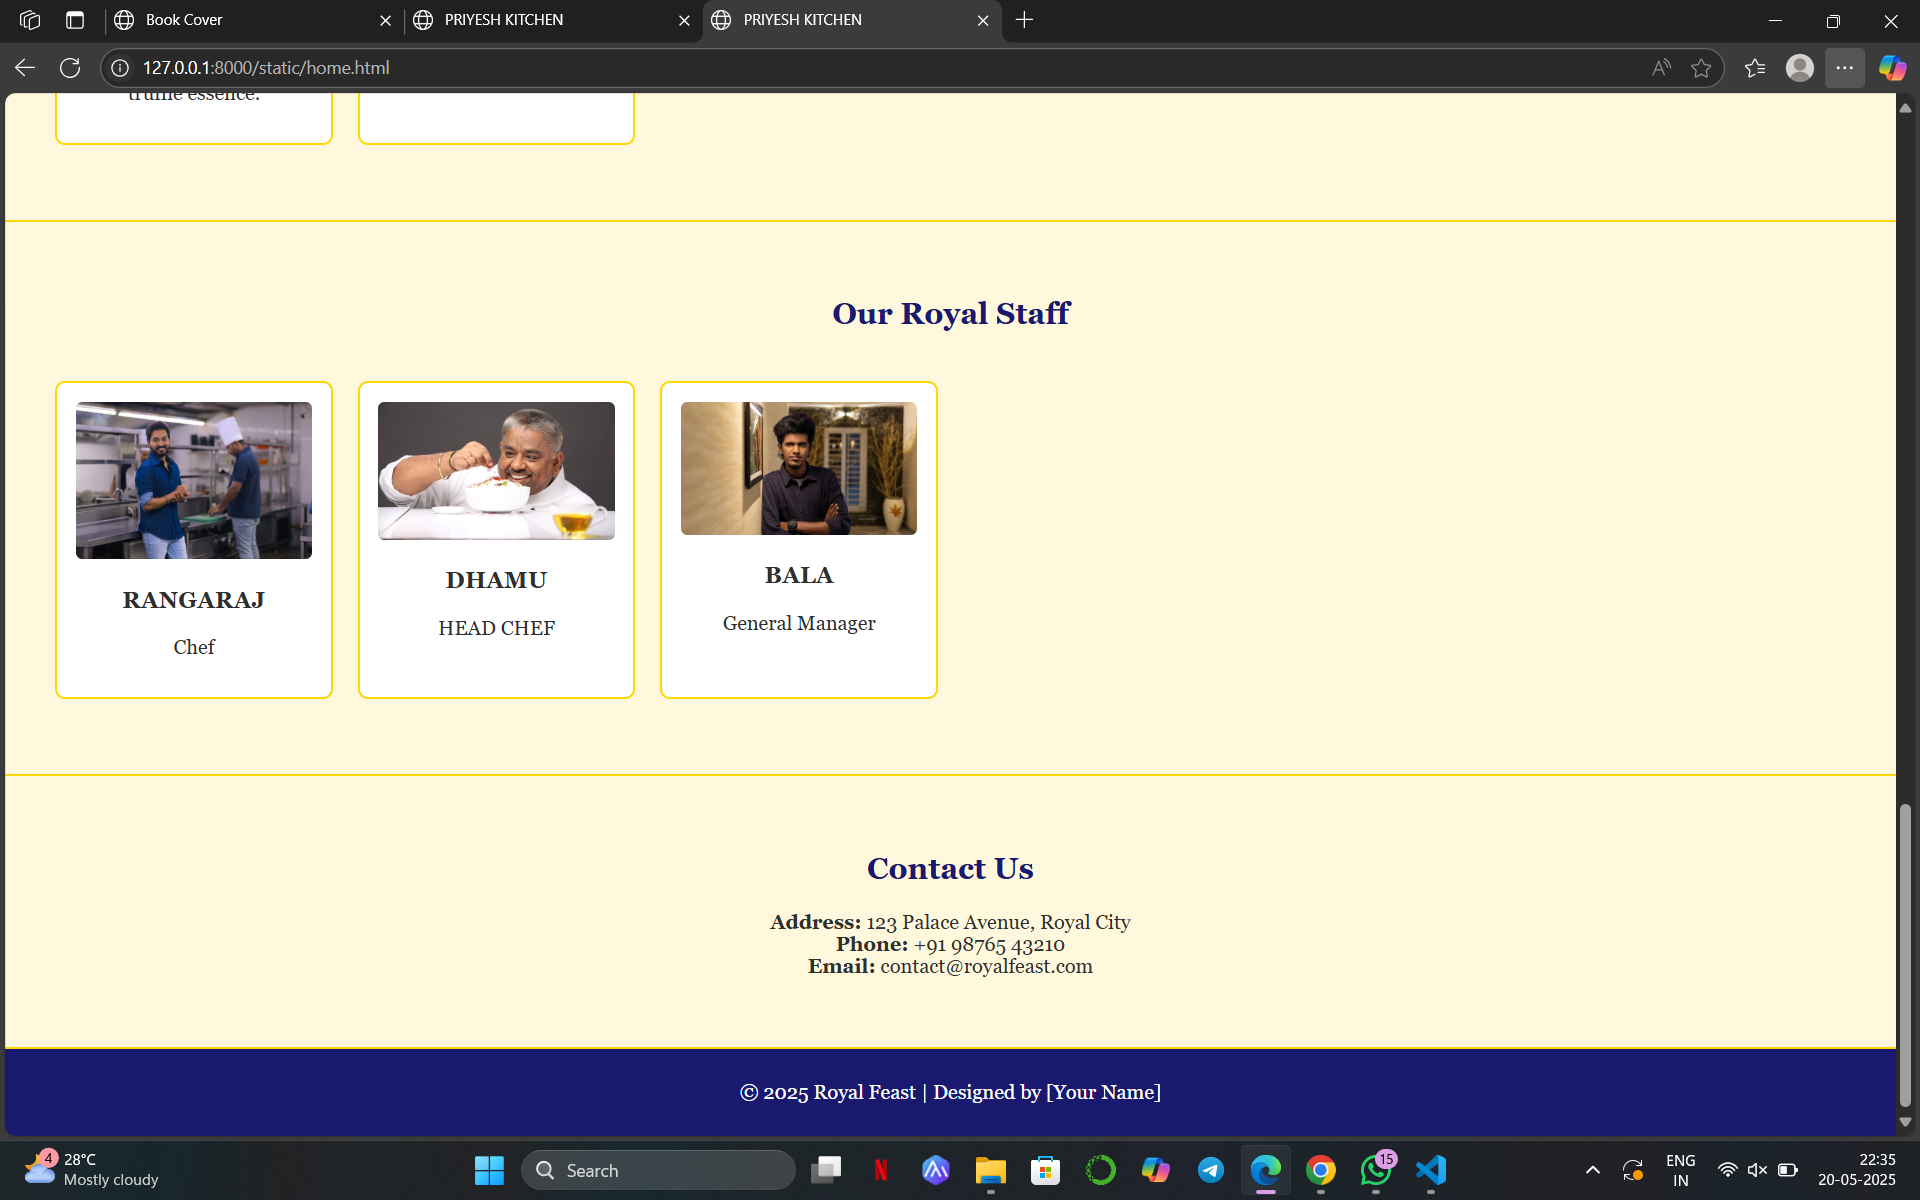 Book Cover
PRIYESH KITCHEN
PRIYESH KITCHEN
127.0.0.1:8000/static/home.html
truffle essence.
Our Royal Staff
RANGARAJ
Chef
DHAMU
HEAD CHEF
BALA
General Manager
Contact Us
Address: 123 Palace Avenue, Royal City
Phone: +91 98765 43210
Email: contact@royalfeast.com
© 2025 Royal Feast | Designed by [Your Name]
4
28°C
Mostly cloudy
Search
15
ENG
IN
22:35
20-05-2025